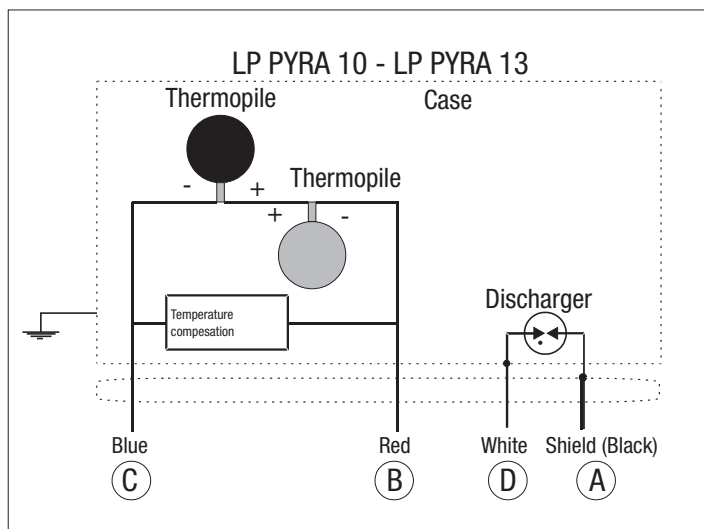 LP PYRA 10 - LP PYRA 13
Thermopile
Case
Thermopile
- +
+ -
Temperature
compesation
Discharger
Blue
Red
White
Shield (Black)
C
B
D
A